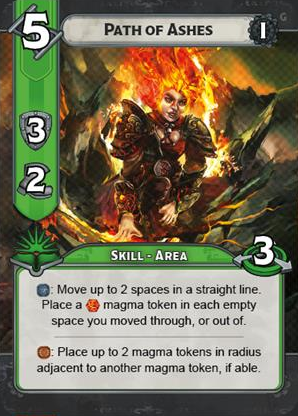 5
PATH OF ASHES
I
G
3
2
SKILL - AREA
3
: Move up to 2 spaces in a straight line.
Place a magma token in each empty
space you moved through, or out of.
: Place up to 2 magma tokens in radius
adjacent to another magma token, if able.